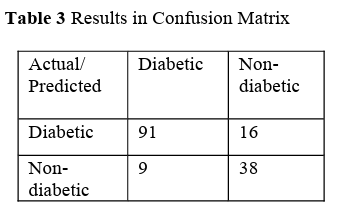 Table 3 Results in Confusion Matrix
Actual/ Diabetic Non-
Predicted diabetic
Diabetic 91 16
Non- 9 38
diabetic